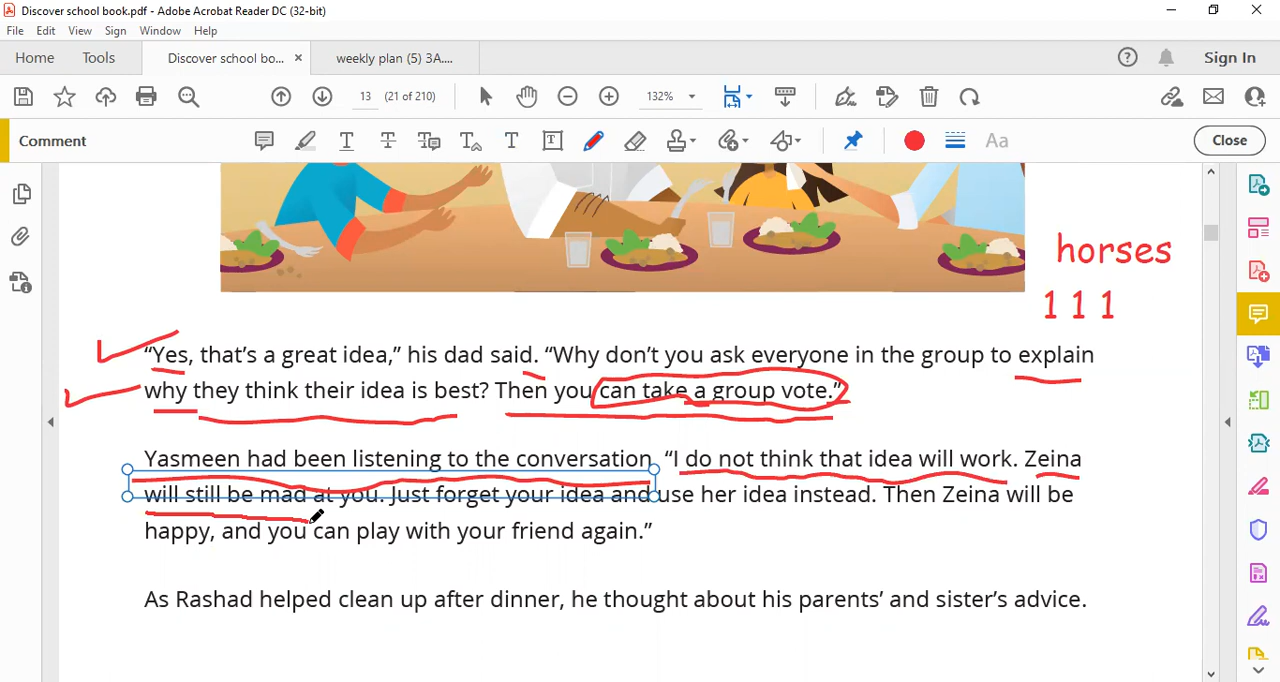 Discover school book.pdf - Adobe Acrobat Reader DC (32-bit)
File Edit View Sign Window Help
Home Tools Discover school bo... × weekly plan (5) 3A.... Sign In
13 (21 of 210) 132%
Comment Close
horses
1 1 1
“Yes, that’s a great idea,” his dad said. “Why don’t you ask everyone in the group to explain
why they think their idea is best? Then you can take a group vote.”
Yasmeen had been listening to the conversation. “I do not think that idea will work. Zeina
will still be mad at you. Just forget your idea and use her idea instead. Then Zeina will be
happy, and you can play with your friend again.”
As Rashad helped clean up after dinner, he thought about his parents’ and sister’s advice.